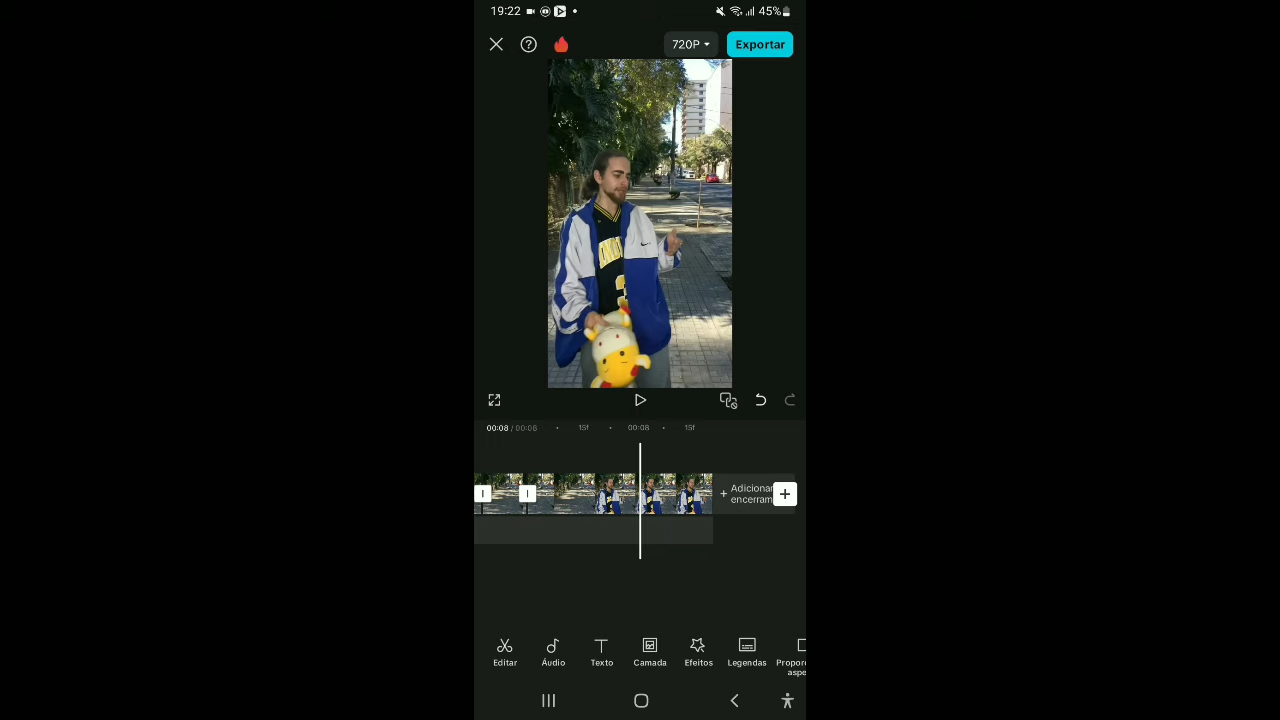 19:22 45%
720P Exportar
00:08 / 00:08 15f 00:08 15f
+ Adicionar
encerram
Editar Áudio Texto Camada Efeitos Legendas Propor
aspe